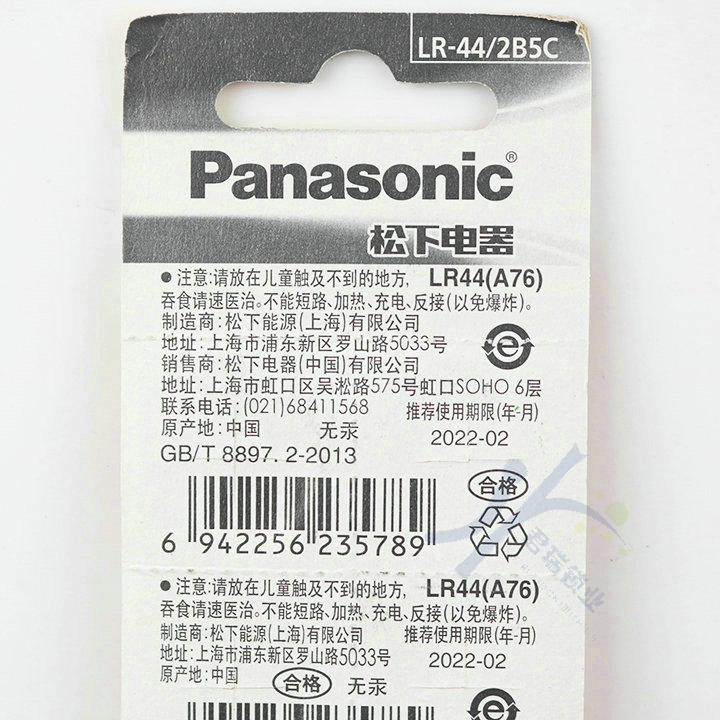 LR-44/2B5C
Panasonic®
松下电器
●注意:请放在儿童触及不到的地方, LR44(A76)
吞食请速医治。不能短路、加热、充电、反接(以免爆炸)。
制造商:松下能源(上海)有限公司
地址:上海市浦东新区罗山路5033号
销售商:松下电器(中国)有限公司
地址:上海市虹口区吴淞路575号虹口SOHO 6层
联系电话:(021)68411568 推荐使用期限(年-月)
原产地:中国 无汞 2022-02
GB/T 8897. 2-2013
合格
6 942256 235789
君瑞锁业
●注意:请放在儿童触及不到的地方, LR44(A76)
吞食请速医治。不能短路、加热、充电、反接(以免爆炸)。
制造商:松下能源(上海)有限公司 推荐使用期限(年-月)
地址:上海市浦东新区罗山路5033号 2022-02
原产地:中国 合格 无汞